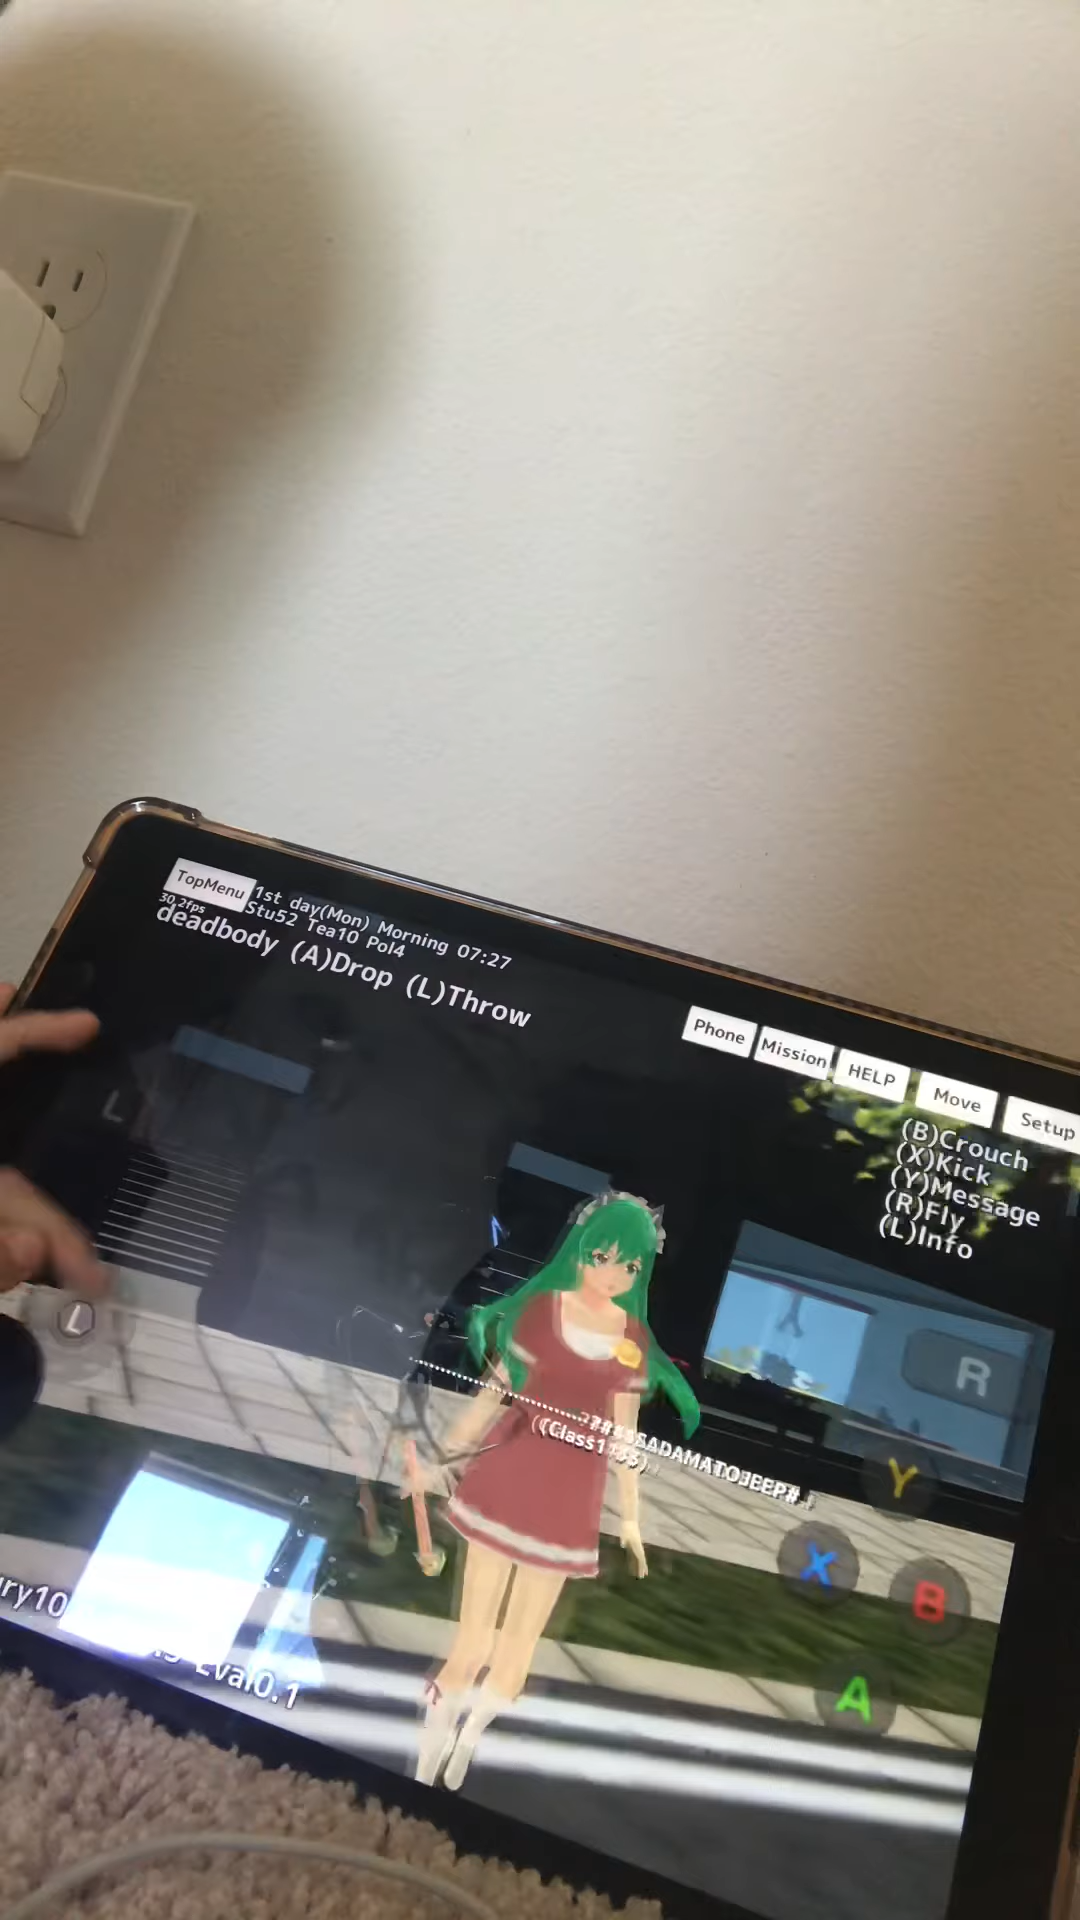 TopMenu
1st day(Mon) Morning 07:27
30.2fps
Stu52 Tea10 Pol4
deadbody (A)Drop (L)Throw
Phone
Mission
HELP
Move
Setup
(B)Crouch
(X)Kick
(Y)Message
(R)Fly
(L)Info
L
L
R
Y
X
B
A
Eval0.1